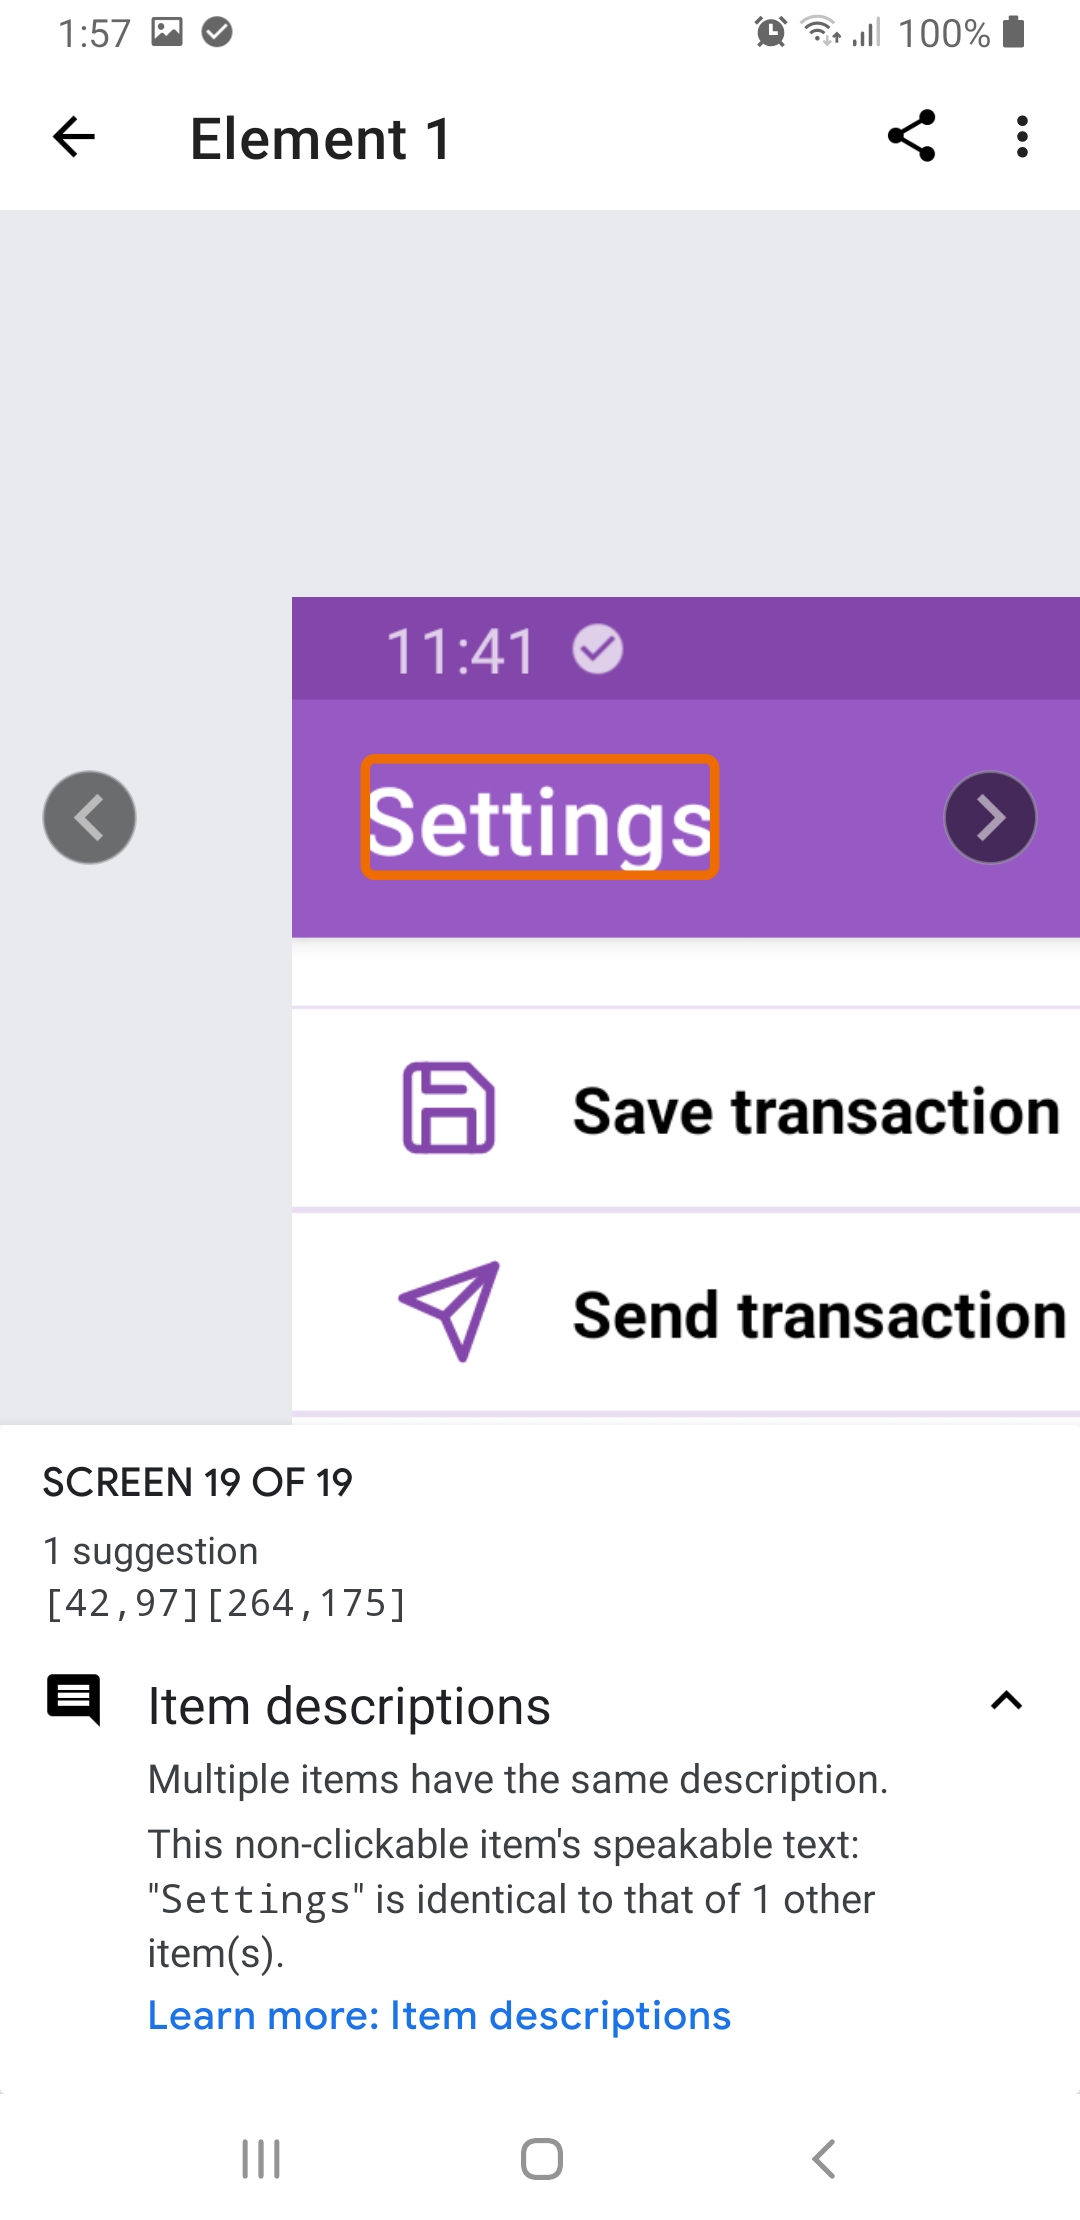 1:57
100%
Element 1
11:41
Settings
Save transaction
Send transaction
SCREEN 19 OF 19
1 suggestion
[42,97][264,175]
Item descriptions
Multiple items have the same description.
This non-clickable item's speakable text:
"Settings" is identical to that of 1 other
item(s).
Learn more: Item descriptions